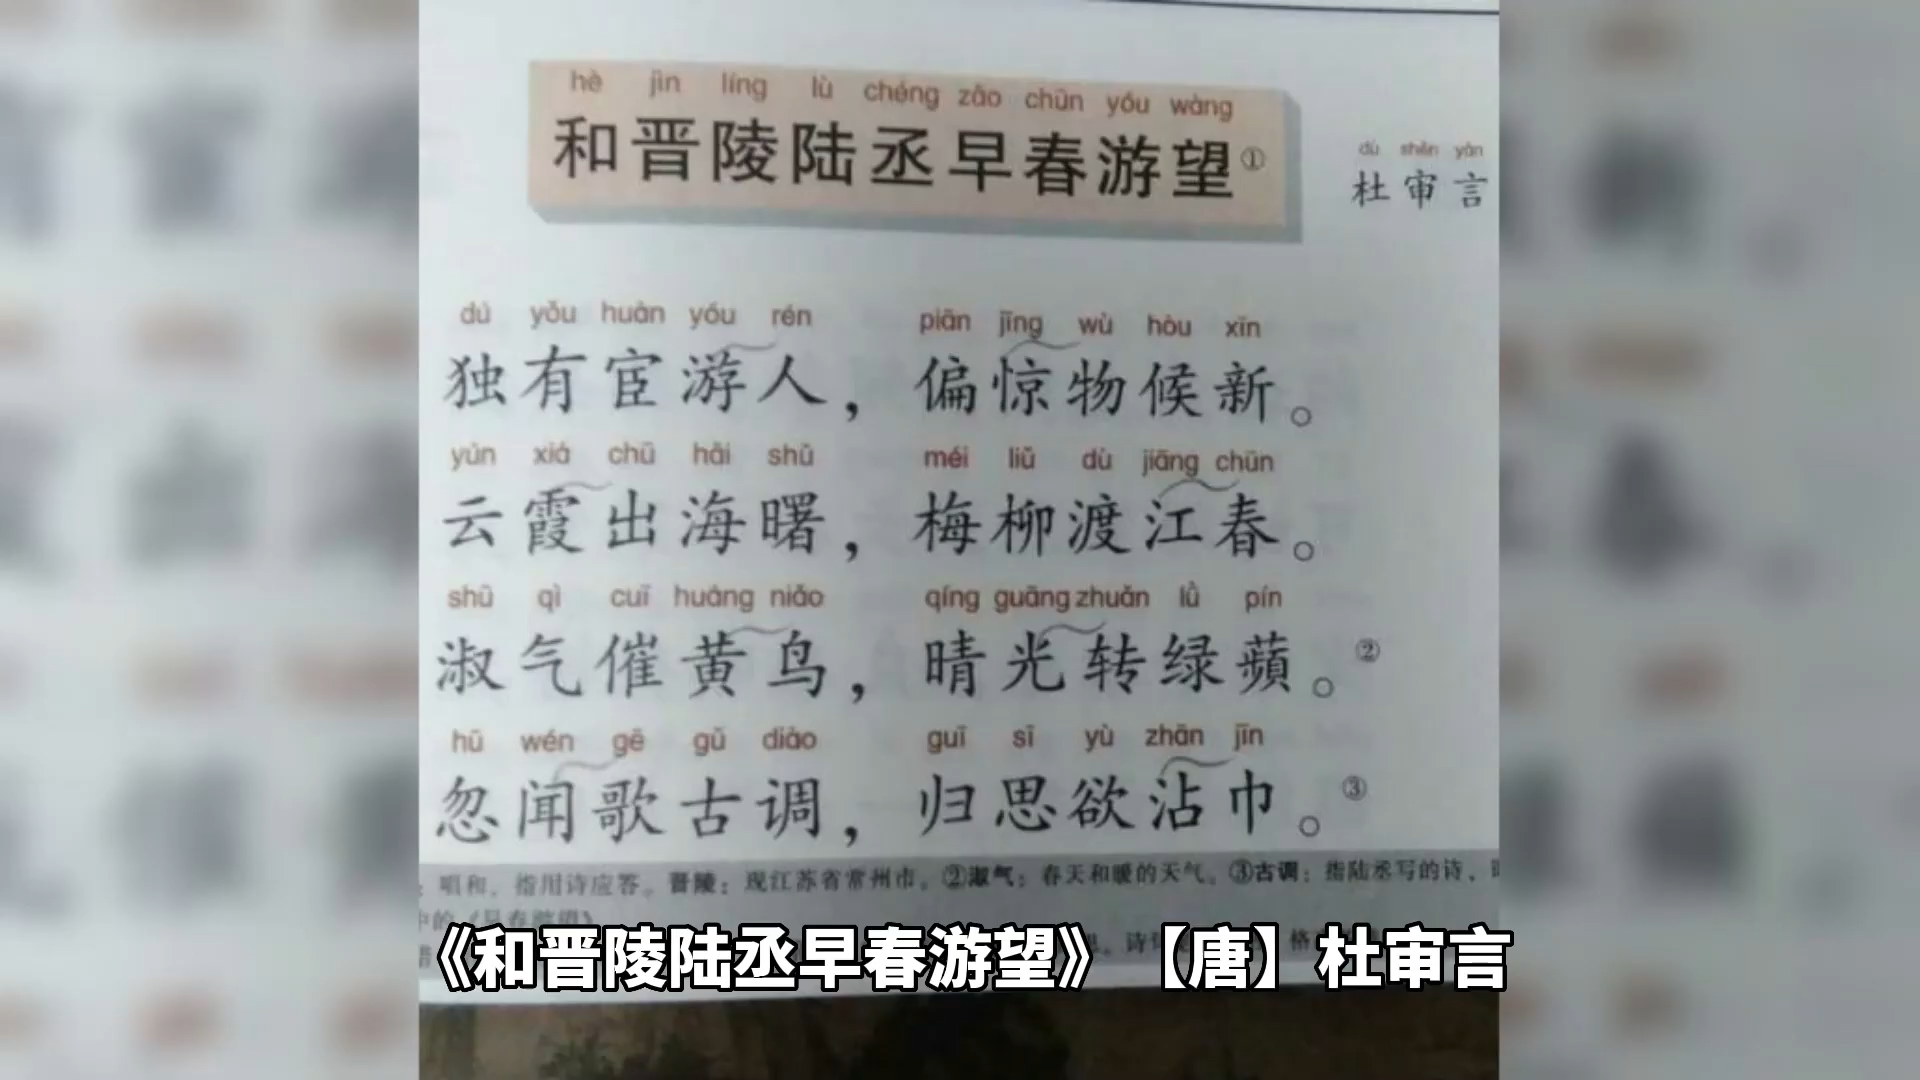 hè jìn líng lù chéng zǎo chūn yóu wàng
和晋陵陆丞早春游望①
dù shěn yán
杜审言
dú yǒu huàn yóu rén piān jīng wù hòu xīn
独有宦游人，偏惊物候新。
yún xiá chū hǎi shǔ méi liǔ dù jiāng chūn
云霞出海曙，梅柳渡江春。
shū qì cuī huáng niǎo qíng guāng zhuǎn lǜ pín
淑气催黄鸟，晴光转绿蘋。②
hū wén gē gǔ diào guī sī yù zhān jīn
忽闻歌古调，归思欲沾巾。③
：唱和，指用诗应答。晋陵：现江苏省常州市。②淑气：春天和暖的天气。③古调：指陆丞写的诗，即
中的《早春游望》
《和晋陵陆丞早春游望》【唐】杜审言